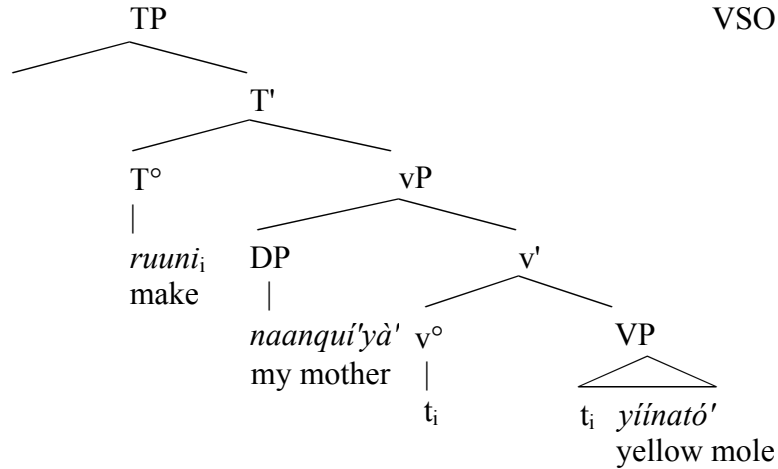 TP VSO
T'
T° vP
|
ruuniᵢ DP v'
make |
naanquí'yà' v° VP
my mother |
tᵢ tᵢ yíínató'
yellow mole